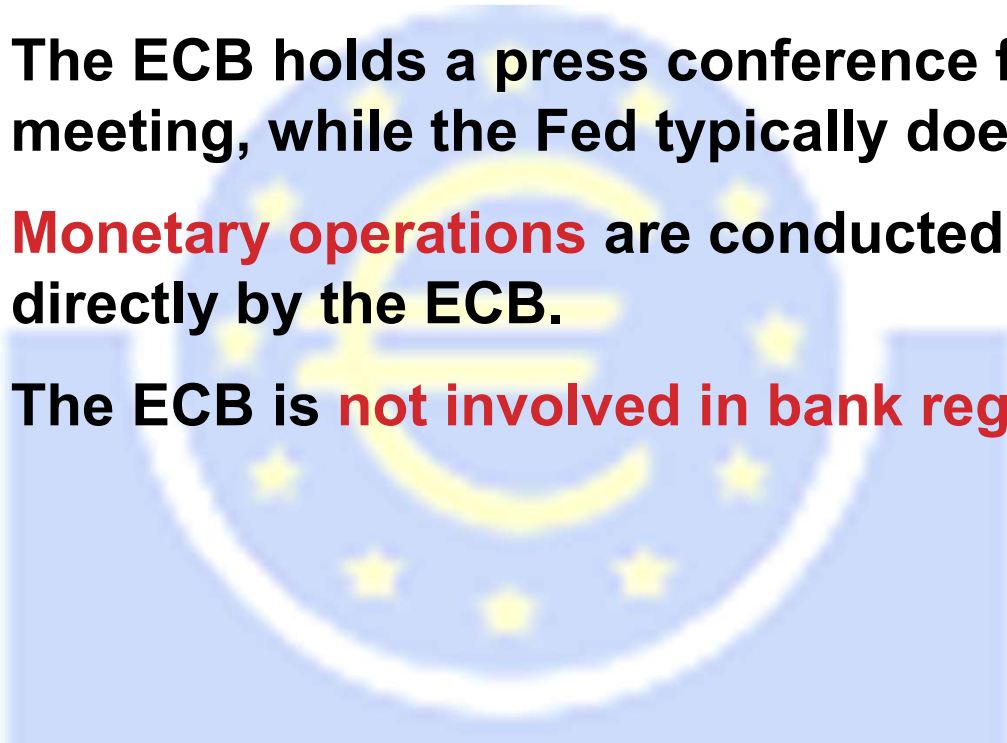 The ECB holds a press conference
meeting, while the Fed typically
Monetary operations are conducted
directly by the ECB.
The ECB is not involved in bank